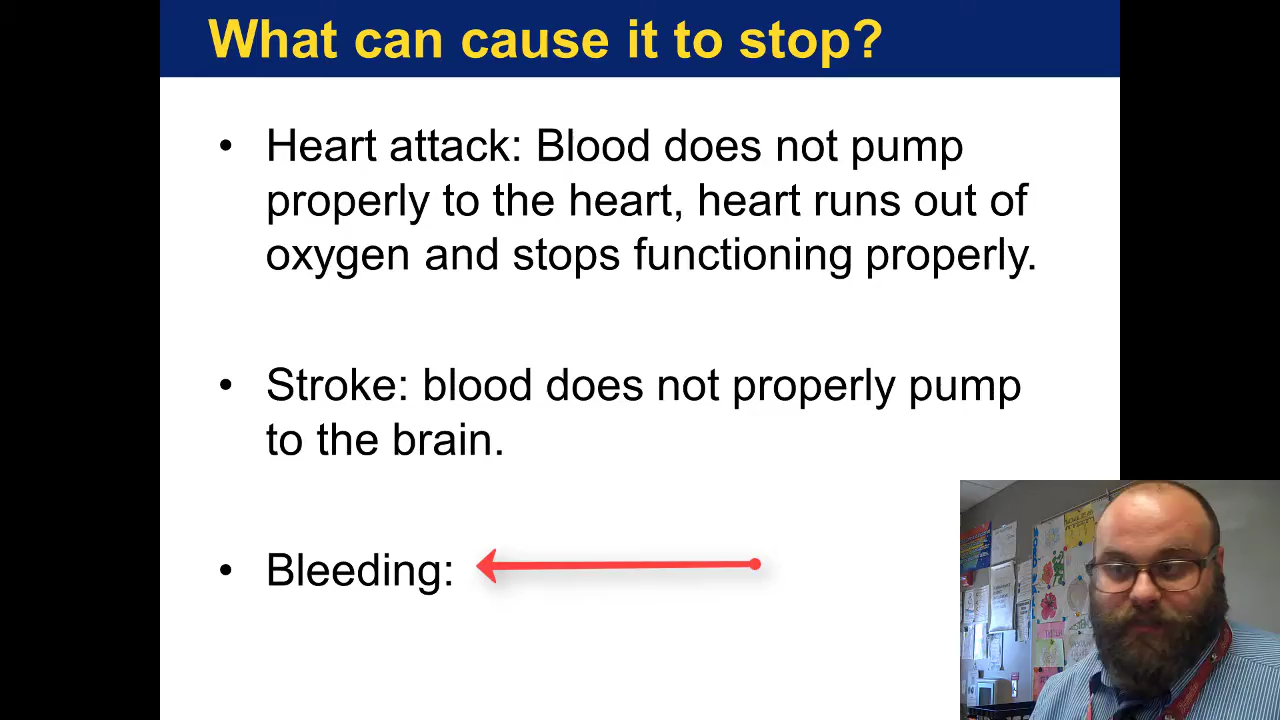 What can cause it to stop?
• Heart attack: Blood does not pump
properly to the heart, heart runs out of
oxygen and stops functioning properly.
• Stroke: blood does not properly pump
to the brain.
• Bleeding: